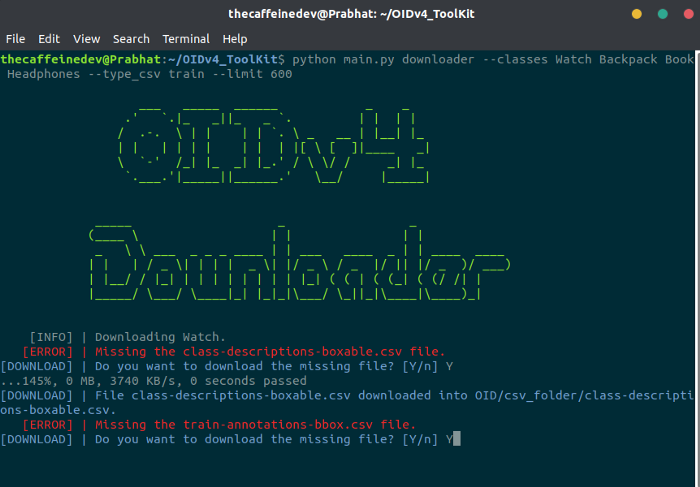 thecaffeinedev@Prabhat: ~/OIDv4_ToolKit
File Edit View Search Terminal Help
thecaffeinedev@Prabhat:~/OIDv4_ToolKit$ python main.py downloader --classes Watch Backpack Book
Headphones --type_csv train --limit 600
OIDv4
Downloader
[INFO] | Downloading Watch.
[ERROR] | Missing the class-descriptions-boxable.csv file.
[DOWNLOAD] | Do you want to download the missing file? [Y/n] Y
...145%, 0 MB, 3740 KB/s, 0 seconds passed
[DOWNLOAD] | File class-descriptions-boxable.csv downloaded into OID/csv_folder/class-descripti
ons-boxable.csv.
[ERROR] | Missing the train-annotations-bbox.csv file.
[DOWNLOAD] | Do you want to download the missing file? [Y/n] Y